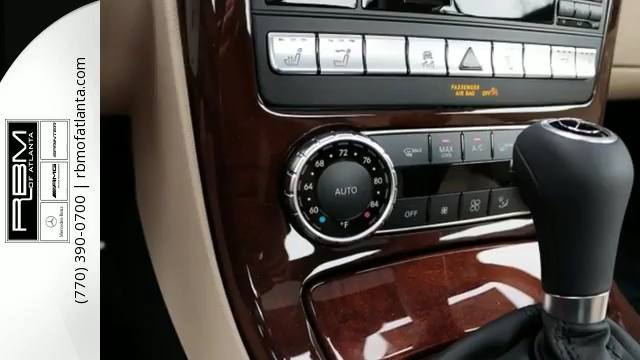 RBM
OF ATLANTA
AMG
SPRINTER
Mercedes-Benz
(770) 390-0700 | rbmofatlanta.com
PASSENGER
AIR BAG OFF
60 64 68 72 76 80 84
AUTO
°F
MAX
COOL
A/C
OFF